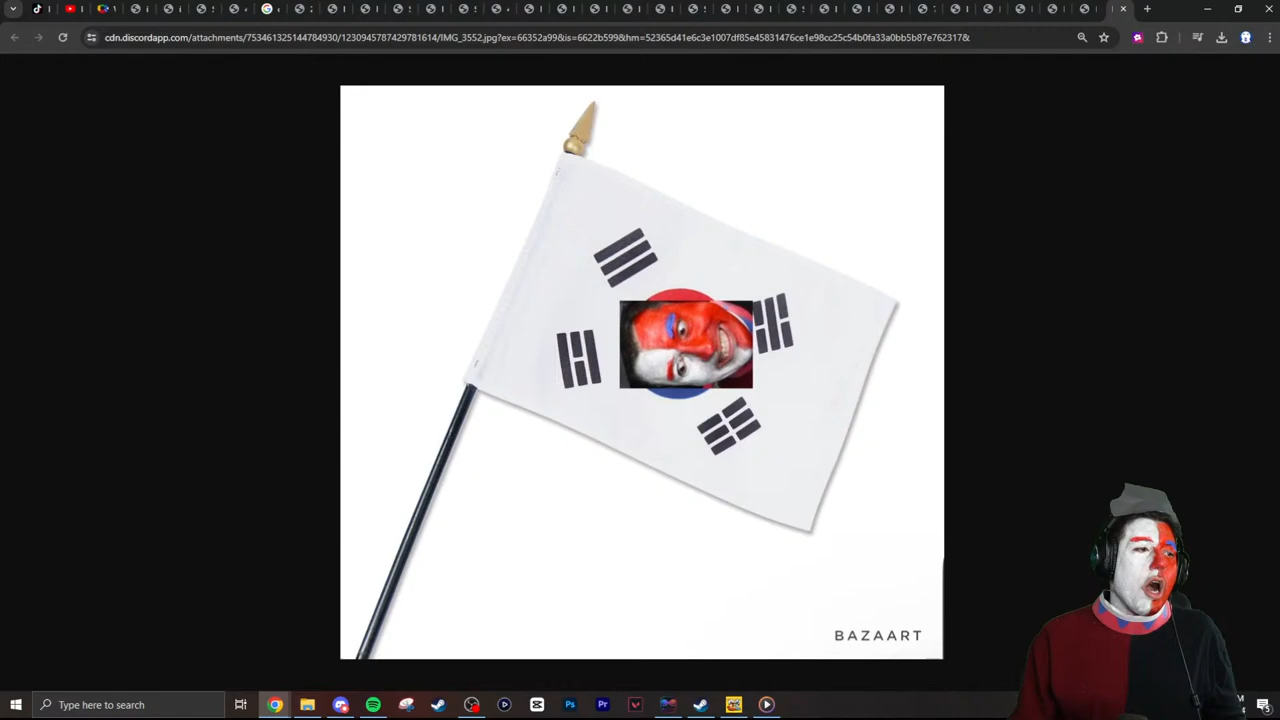 cdn.discordapp.com/attachments/753461325144784930/1230945787429781614/IMG_3552.jpg?ex=66352a99&is=6622b599&hm=52365d41e6c3e1007df85e45831476ce1e98cc25c54b0fa33a0bb5b87e762317&
BAZAART
Type here to search